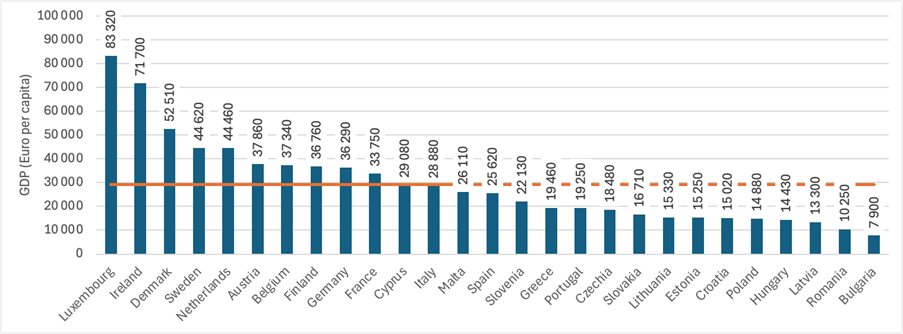 GDP (Euro per capita)
100 000
90 000
80 000
70 000
60 000
50 000
40 000
30 000
20 000
10 000
0
83 320
71 700
52 510
44 620
44 460
37 860
37 340
36 760
36 290
33 750
29 080
28 880
26 110
25 620
22 130
19 460
19 250
18 480
16 710
15 330
15 250
15 020
14 880
14 430
13 300
10 250
7 900
Luxembourg
Ireland
Denmark
Sweden
Netherlands
Austria
Belgium
Finland
Germany
France
Cyprus
Italy
Malta
Spain
Slovenia
Greece
Portugal
Czechia
Slovakia
Lithuania
Estonia
Croatia
Poland
Hungary
Latvia
Romania
Bulgaria